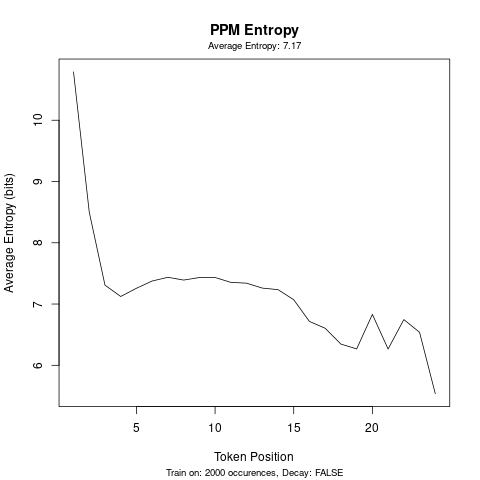 PPM Entropy
Average Entropy: 7.17
Average Entropy (bits)
10
9
8
7
6
5
10
15
20
Token Position
Train on: 2000 occurences, Decay: FALSE